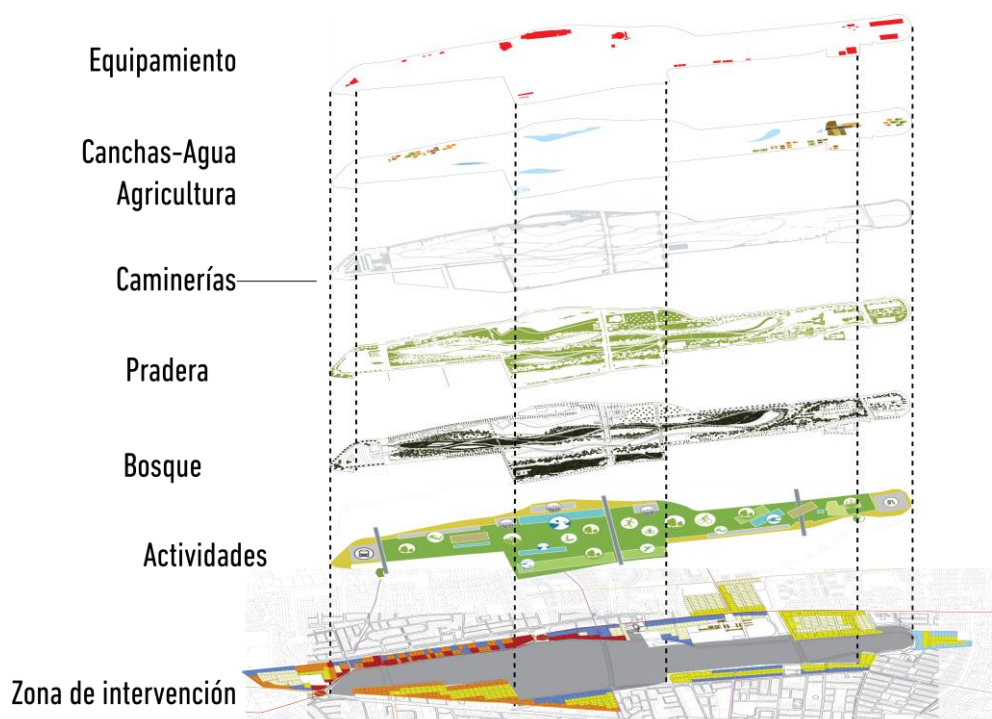 Equipamiento
Canchas-Agua
Agricultura
Caminerías
Pradera
Bosque
Actividades
Zona de intervención